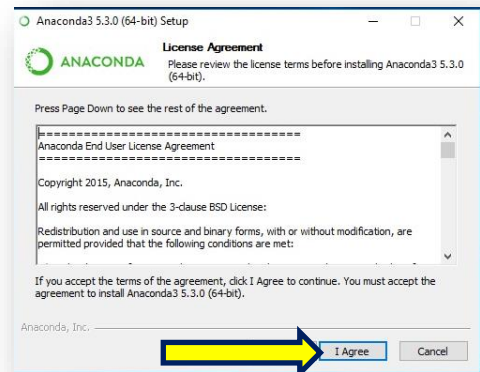 Anaconda3 5.3.0 (64-bit) Setup
ANACONDA
License Agreement
Please review the license terms before installing Anaconda3 5.3.0
(64-bit).
Press Page Down to see the rest of the agreement.
===================================
Anaconda End User License Agreement
===================================
Copyright 2015, Anaconda, Inc.
All rights reserved under the 3-clause BSD License:
Redistribution and use in source and binary forms, with or without modification, are
permitted provided that the following conditions are met:
If you accept the terms of the agreement, click I Agree to continue. You must accept the
agreement to install Anaconda3 5.3.0 (64-bit).
Anaconda, Inc.
I Agree
Cancel